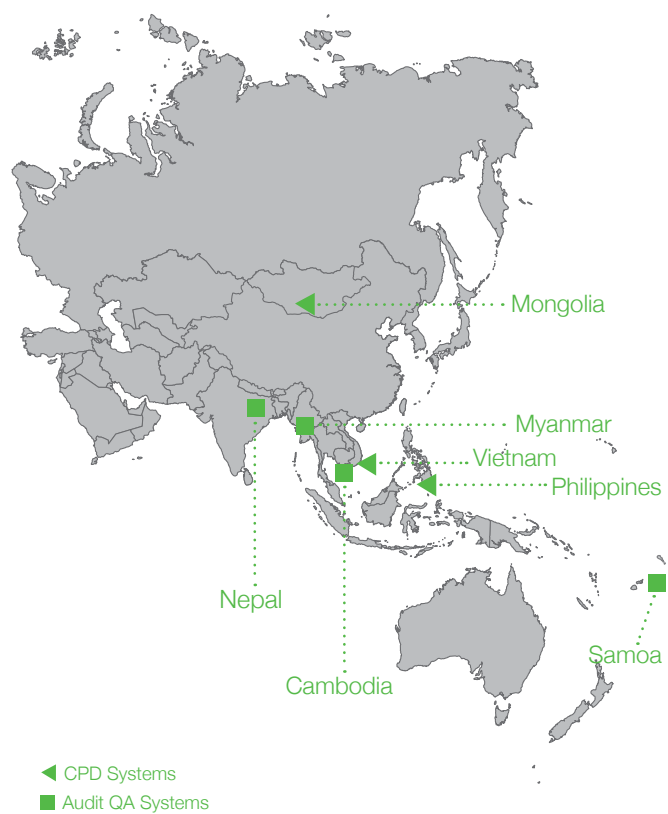 Mongolia
Myanmar
Vietnam
Philippines
Nepal
Samoa
Cambodia
CPD Systems
Audit QA Systems